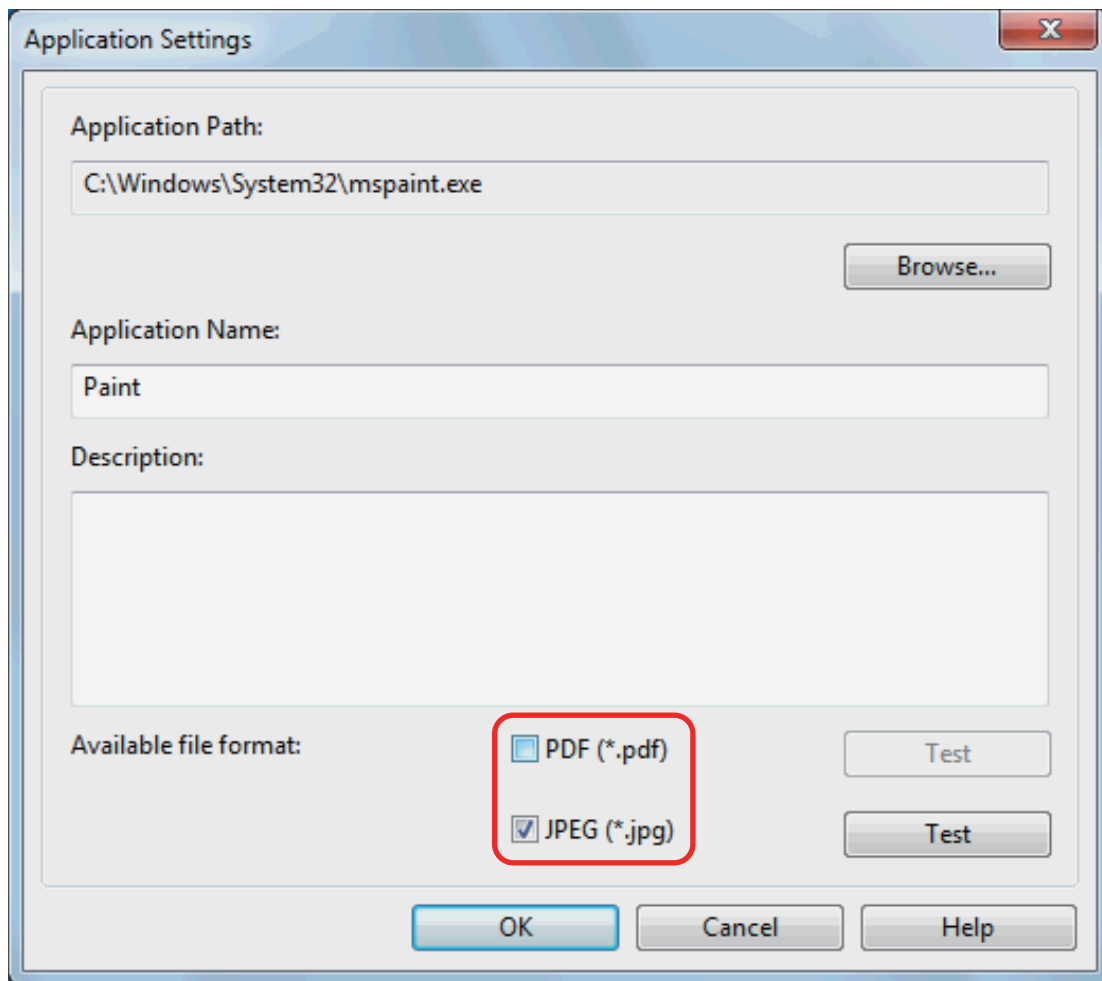 Application Settings
Application Path:
C:\Windows\System32\mspaint.exe
Browse...
Application Name:
Paint
Description:
Available file format:
PDF (*.pdf)
Test
JPEG (*.jpg)
Test
OK
Cancel
Help